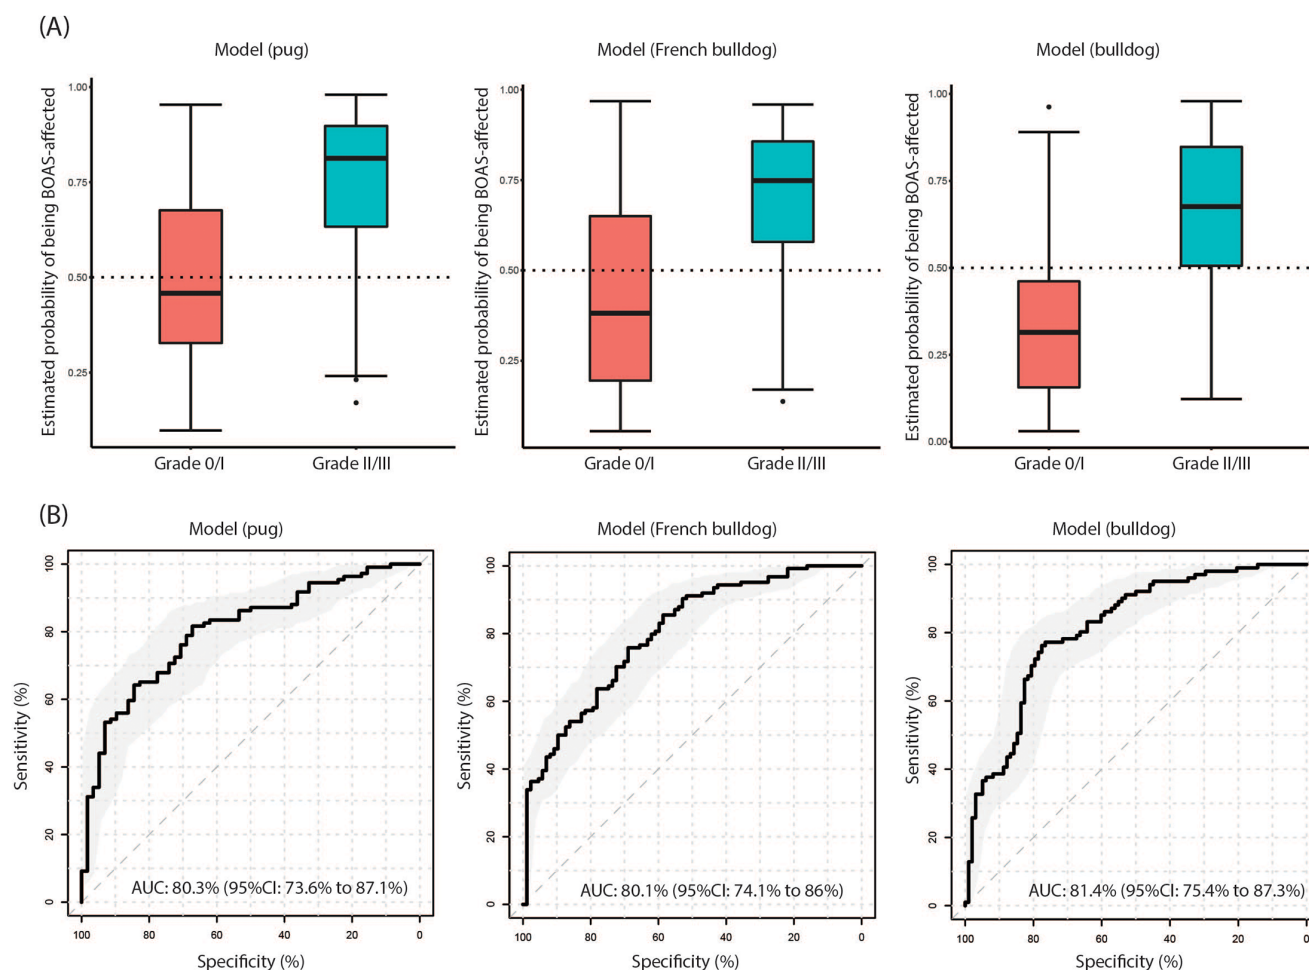 (A)
Model (pug)
Model (French bulldog)
Model (bulldog)
Estimated probability of being BOAS-affected
1.00
0.75
0.50
0.25
Grade 0/I
Grade II/III
Estimated probability of being BOAS-affected
1.00
0.75
0.50
0.25
Grade 0/I
Grade II/III
Estimated probability of being BOAS-affected
1.00
0.75
0.50
0.25
0.00
Grade 0/I
Grade II/III
(B)
Model (pug)
Model (French bulldog)
Model (bulldog)
Sensitivity (%)
100
80
60
40
20
0
AUC: 80.3% (95%CI: 73.6% to 87.1%)
100
80
60
40
20
0
Specificity (%)
Sensitivity (%)
100
80
60
40
20
0
AUC: 80.1% (95%CI: 74.1% to 86%)
100
80
60
40
20
0
Specificity (%)
Sensitivity (%)
100
80
60
40
20
0
AUC: 81.4% (95%CI: 75.4% to 87.3%)
100
80
60
40
20
0
Specificity (%)